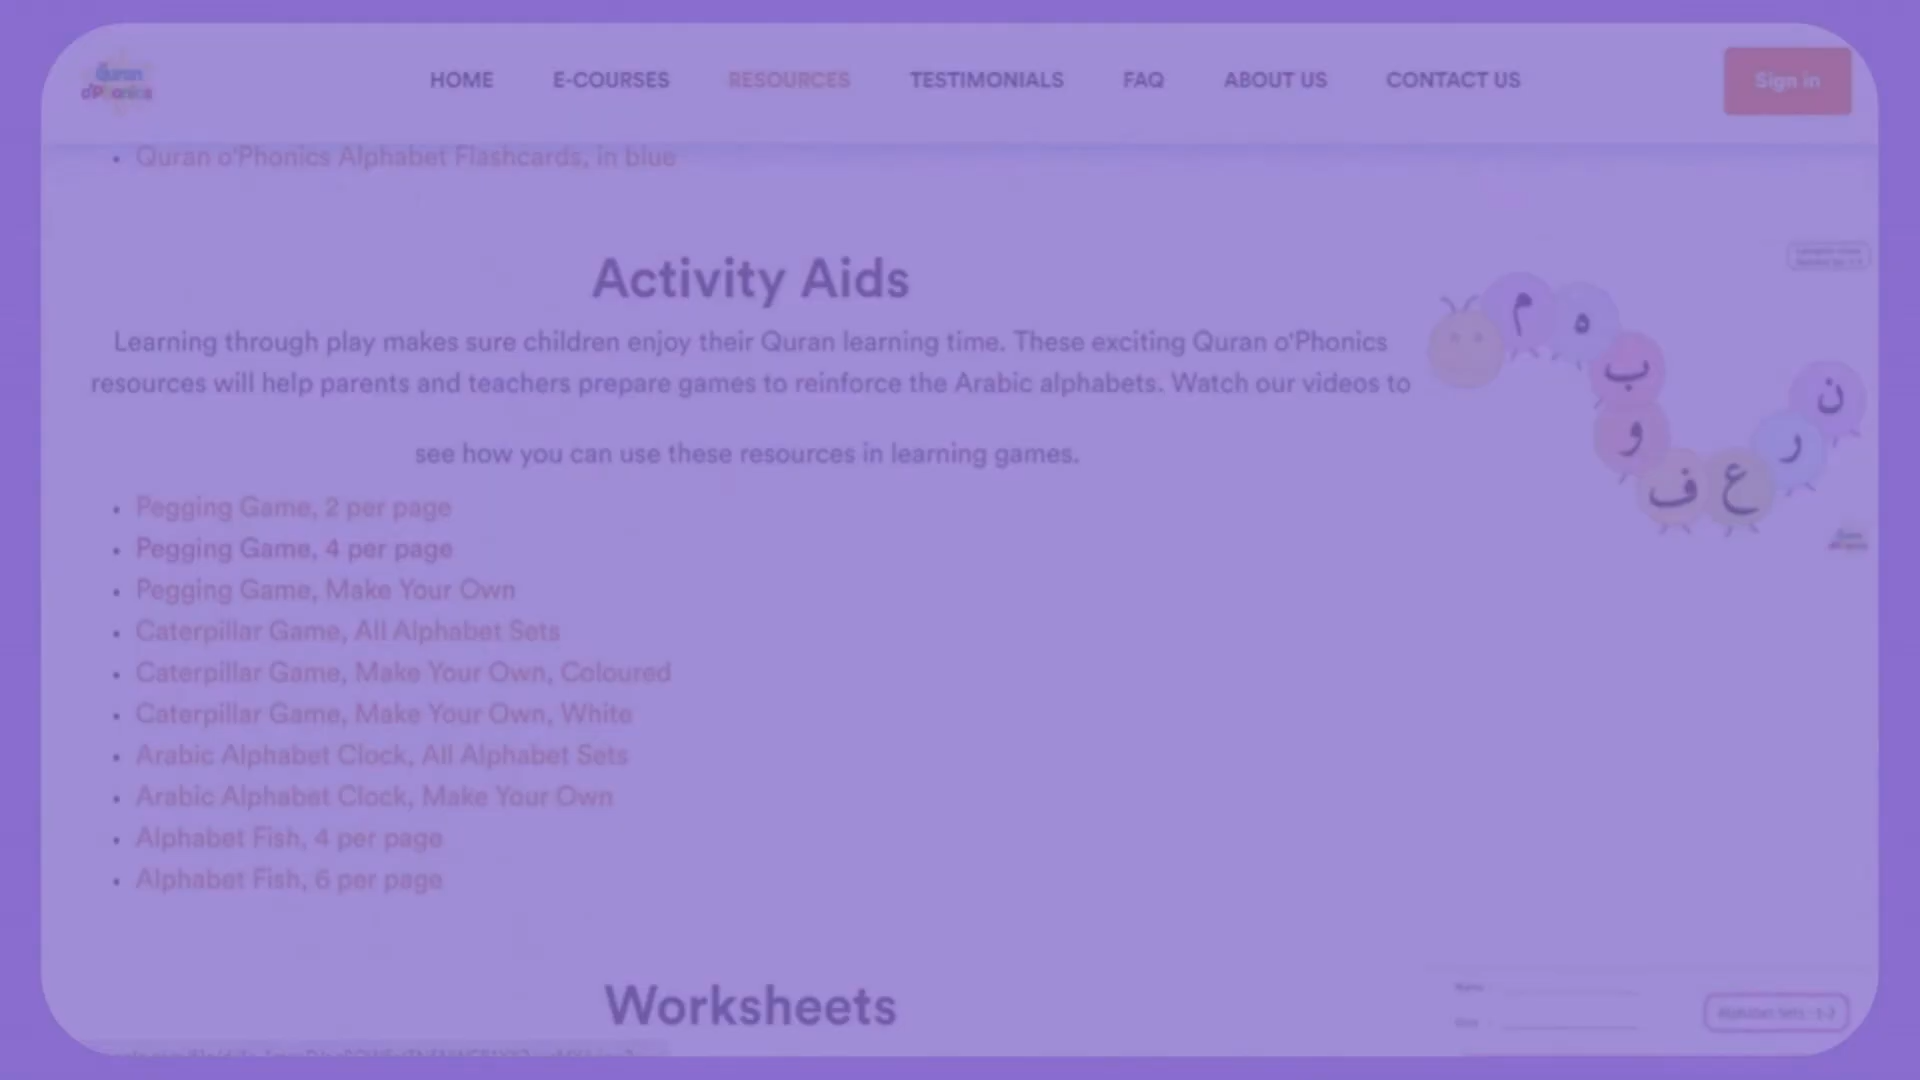 Quran
o'Phonics
HOME
E-COURSES
RESOURCES
TESTIMONIALS
FAQ
ABOUT US
CONTACT US
Sign in
• Quran o'Phonics Alphabet Flashcards, in blue
Activity Aids
Learning through play makes sure children enjoy their Quran learning time. These exciting Quran o'Phonics
resources will help parents and teachers prepare games to reinforce the Arabic alphabets. Watch our videos to
see how you can use these resources in learning games.
م
ه
ب
و
ف
ع
ر
ن
• Pegging Game, 2 per page
• Pegging Game, 4 per page
• Pegging Game, Make Your Own
• Caterpillar Game, All Alphabet Sets
• Caterpillar Game, Make Your Own, Coloured
• Caterpillar Game, Make Your Own, White
• Arabic Alphabet Clock, All Alphabet Sets
• Arabic Alphabet Clock, Make Your Own
• Alphabet Fish, 4 per page
• Alphabet Fish, 6 per page
Worksheets
Name
Alphabet Sets : 1-2